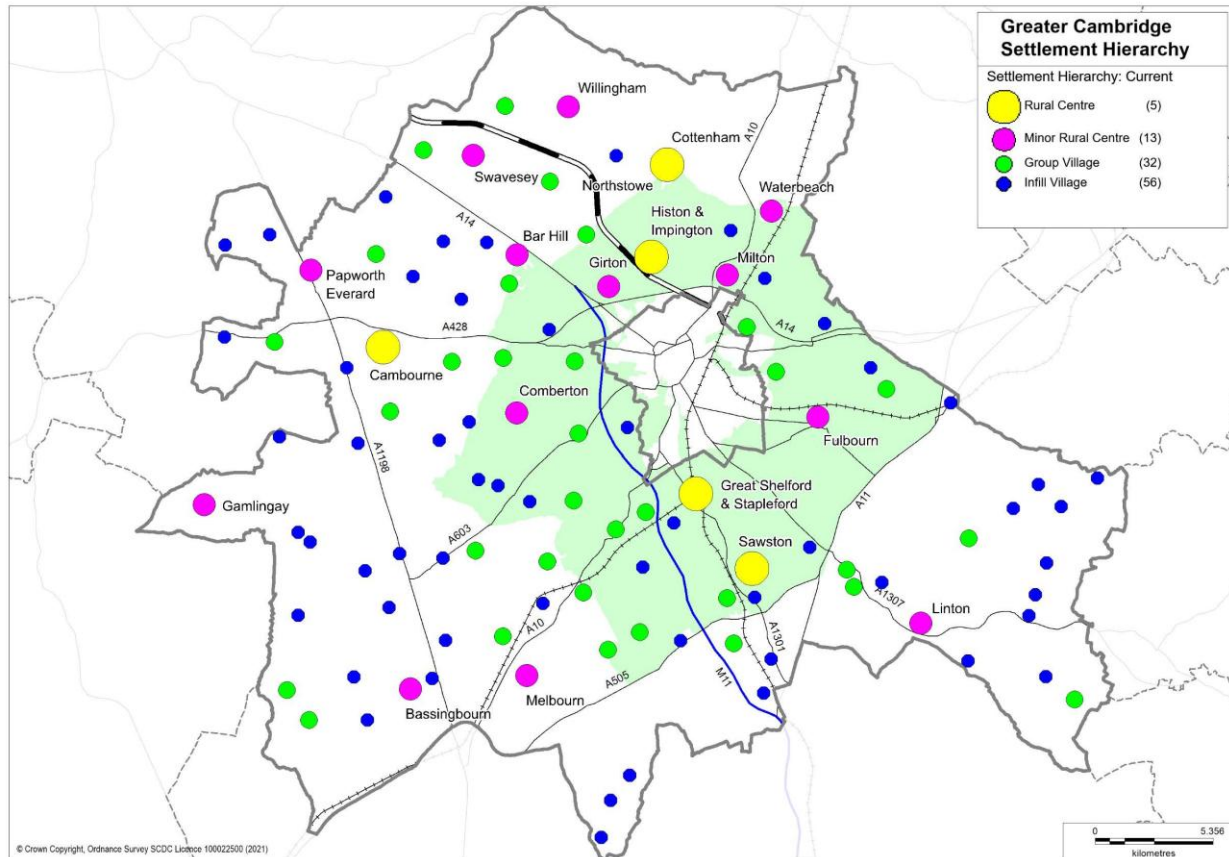 Greater Cambridge
Settlement Hierarchy
Settlement Hierarchy: Current
Rural Centre (5)
Minor Rural Centre (13)
Group Village (32)
Infill Village (56)
Willingham
Cottenham
A10
Swavesey
Northstowe
Waterbeach
A14
Histon &
Impington
Bar Hill
Girton
Milton
Papworth
Everard
A428
A14
Cambourne
Comberton
Fulbourn
A1198
Gamlingay
Great Shelford
& Stapleford
A11
A603
Sawston
A1307
Linton
A10
A1301
A505
M11
Bassingbourn
Melbourn
0 5.356
kilometres
© Crown Copyright, Ordnance Survey SCDC Licence 100022500 (2021)